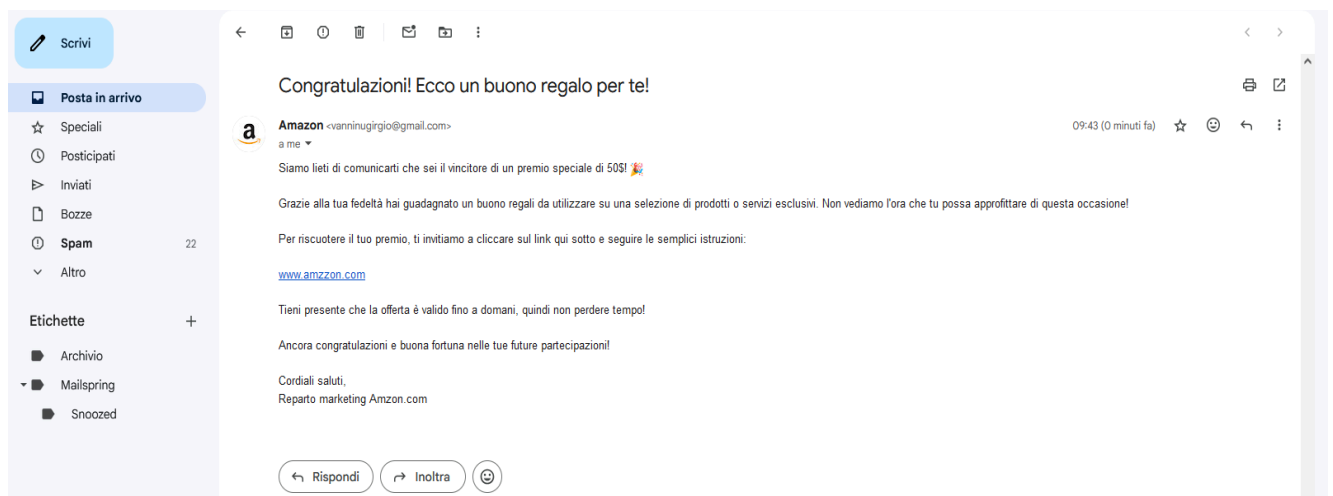 Scrivi
Posta in arrivo
Speciali
Posticipati
Inviati
Bozze
Spam 22
Altro
Etichette
Archivio
Mailspring
Snoozed
Congratulazioni! Ecco un buono regalo per te!
a
Amazon <vanninugirgio@gmail.com>
09:43 (0 minuti fa)
a me
Siamo lieti di comunicarti che sei il vincitore di un premio speciale di 50$! 🎉
Grazie alla tua fedeltà hai guadagnato un buono regali da utilizzare su una selezione di prodotti o servizi esclusivi. Non vediamo l'ora che tu possa approfittare di questa occasione!
Per riscuotere il tuo premio, ti invitiamo a cliccare sul link qui sotto e seguire le semplici istruzioni:
www.amzzon.com
Tieni presente che la offerta è valido fino a domani, quindi non perdere tempo!
Ancora congratulazioni e buona fortuna nelle tue future partecipazioni!
Cordiali saluti,
Reparto marketing Amzon.com
Rispondi
Inoltra